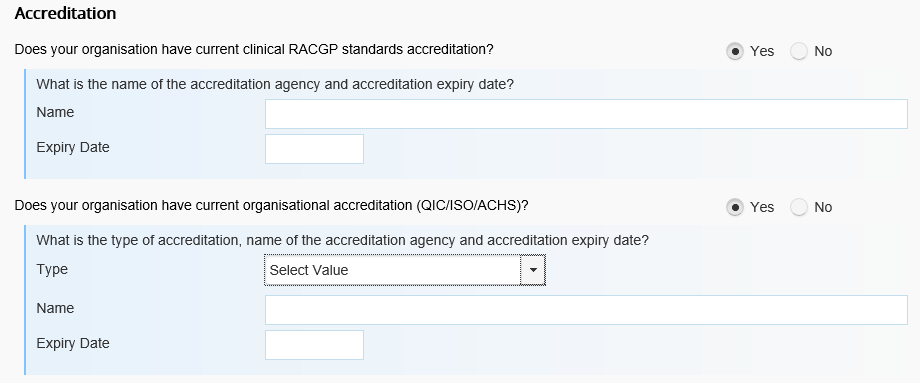 Accreditation
Does your organisation have current clinical RACGP standards accreditation? Yes No
What is the name of the accreditation agency and accreditation expiry date?
Name
Expiry Date
Does your organisation have current organisational accreditation (QIC/ISO/ACHS)? Yes No
What is the type of accreditation, name of the accreditation agency and accreditation expiry date?
Type Select Value
Name
Expiry Date